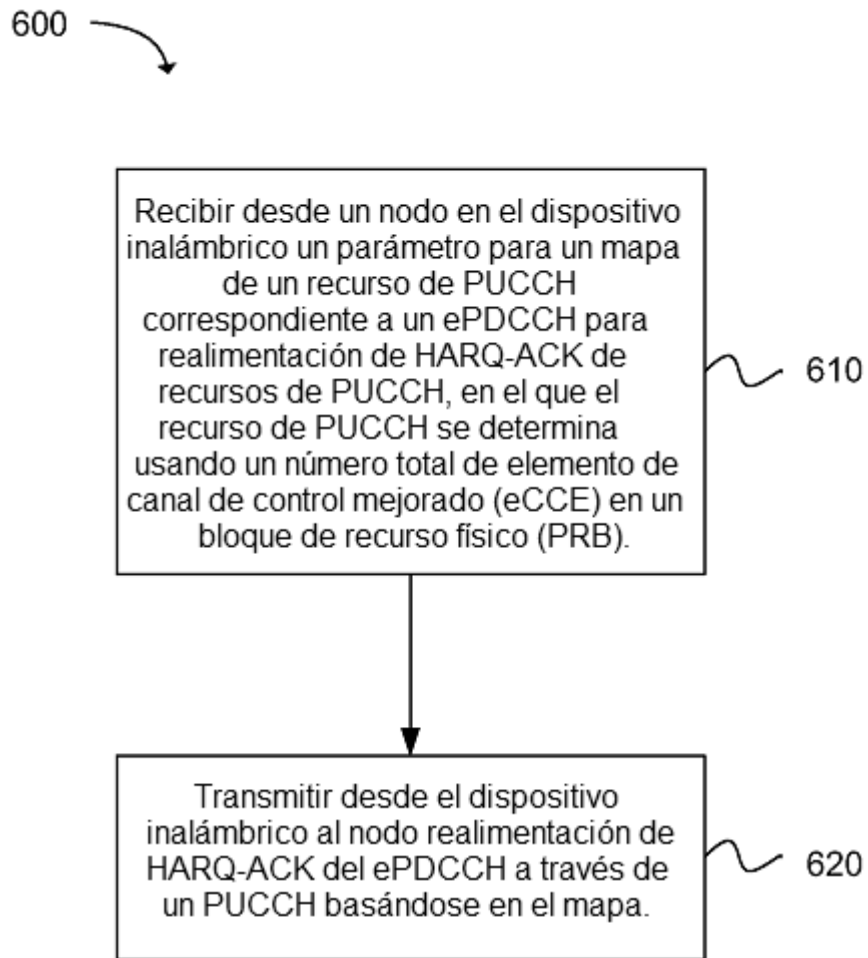 600
Recibir desde un nodo en el dispositivo
inalámbrico un parámetro para un mapa
de un recurso de PUCCH
correspondiente a un ePDCCH para
realimentación de HARQ-ACK de
recursos de PUCCH, en el que el
recurso de PUCCH se determina
usando un número total de elemento de
canal de control mejorado (eCCE) en un
bloque de recurso físico (PRB).
610
Transmitir desde el dispositivo
inalámbrico al nodo realimentación de
HARQ-ACK del ePDCCH a través de
un PUCCH basándose en el mapa.
620